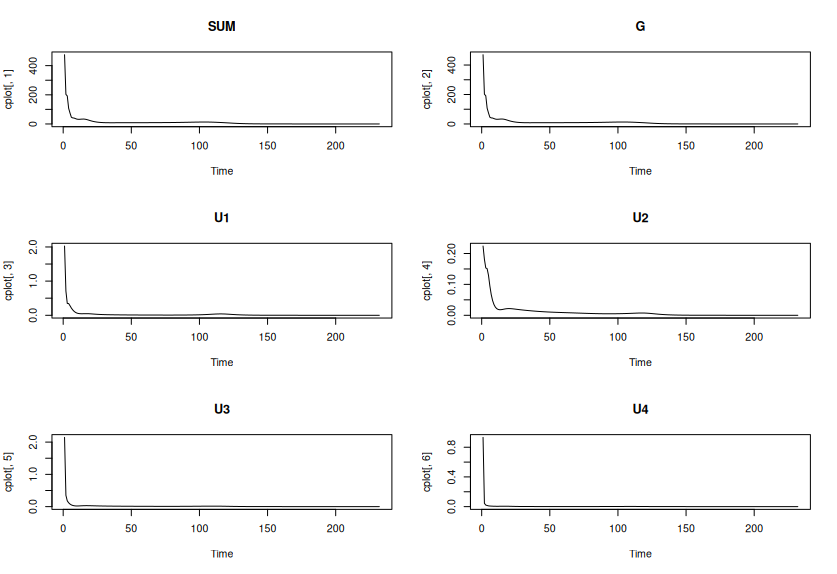 SUM
cplot[, 1]
0 200 400
0 50 100 150 200
Time
G
cplot[, 2]
0 200 400
0 50 100 150 200
Time
U1
cplot[, 3]
0.0 1.0 2.0
0 50 100 150 200
Time
U2
cplot[, 4]
0.00 0.10 0.20
0 50 100 150 200
Time
U3
cplot[, 5]
0.0 1.0 2.0
0 50 100 150 200
Time
U4
cplot[, 6]
0.0 0.4 0.8
0 50 100 150 200
Time